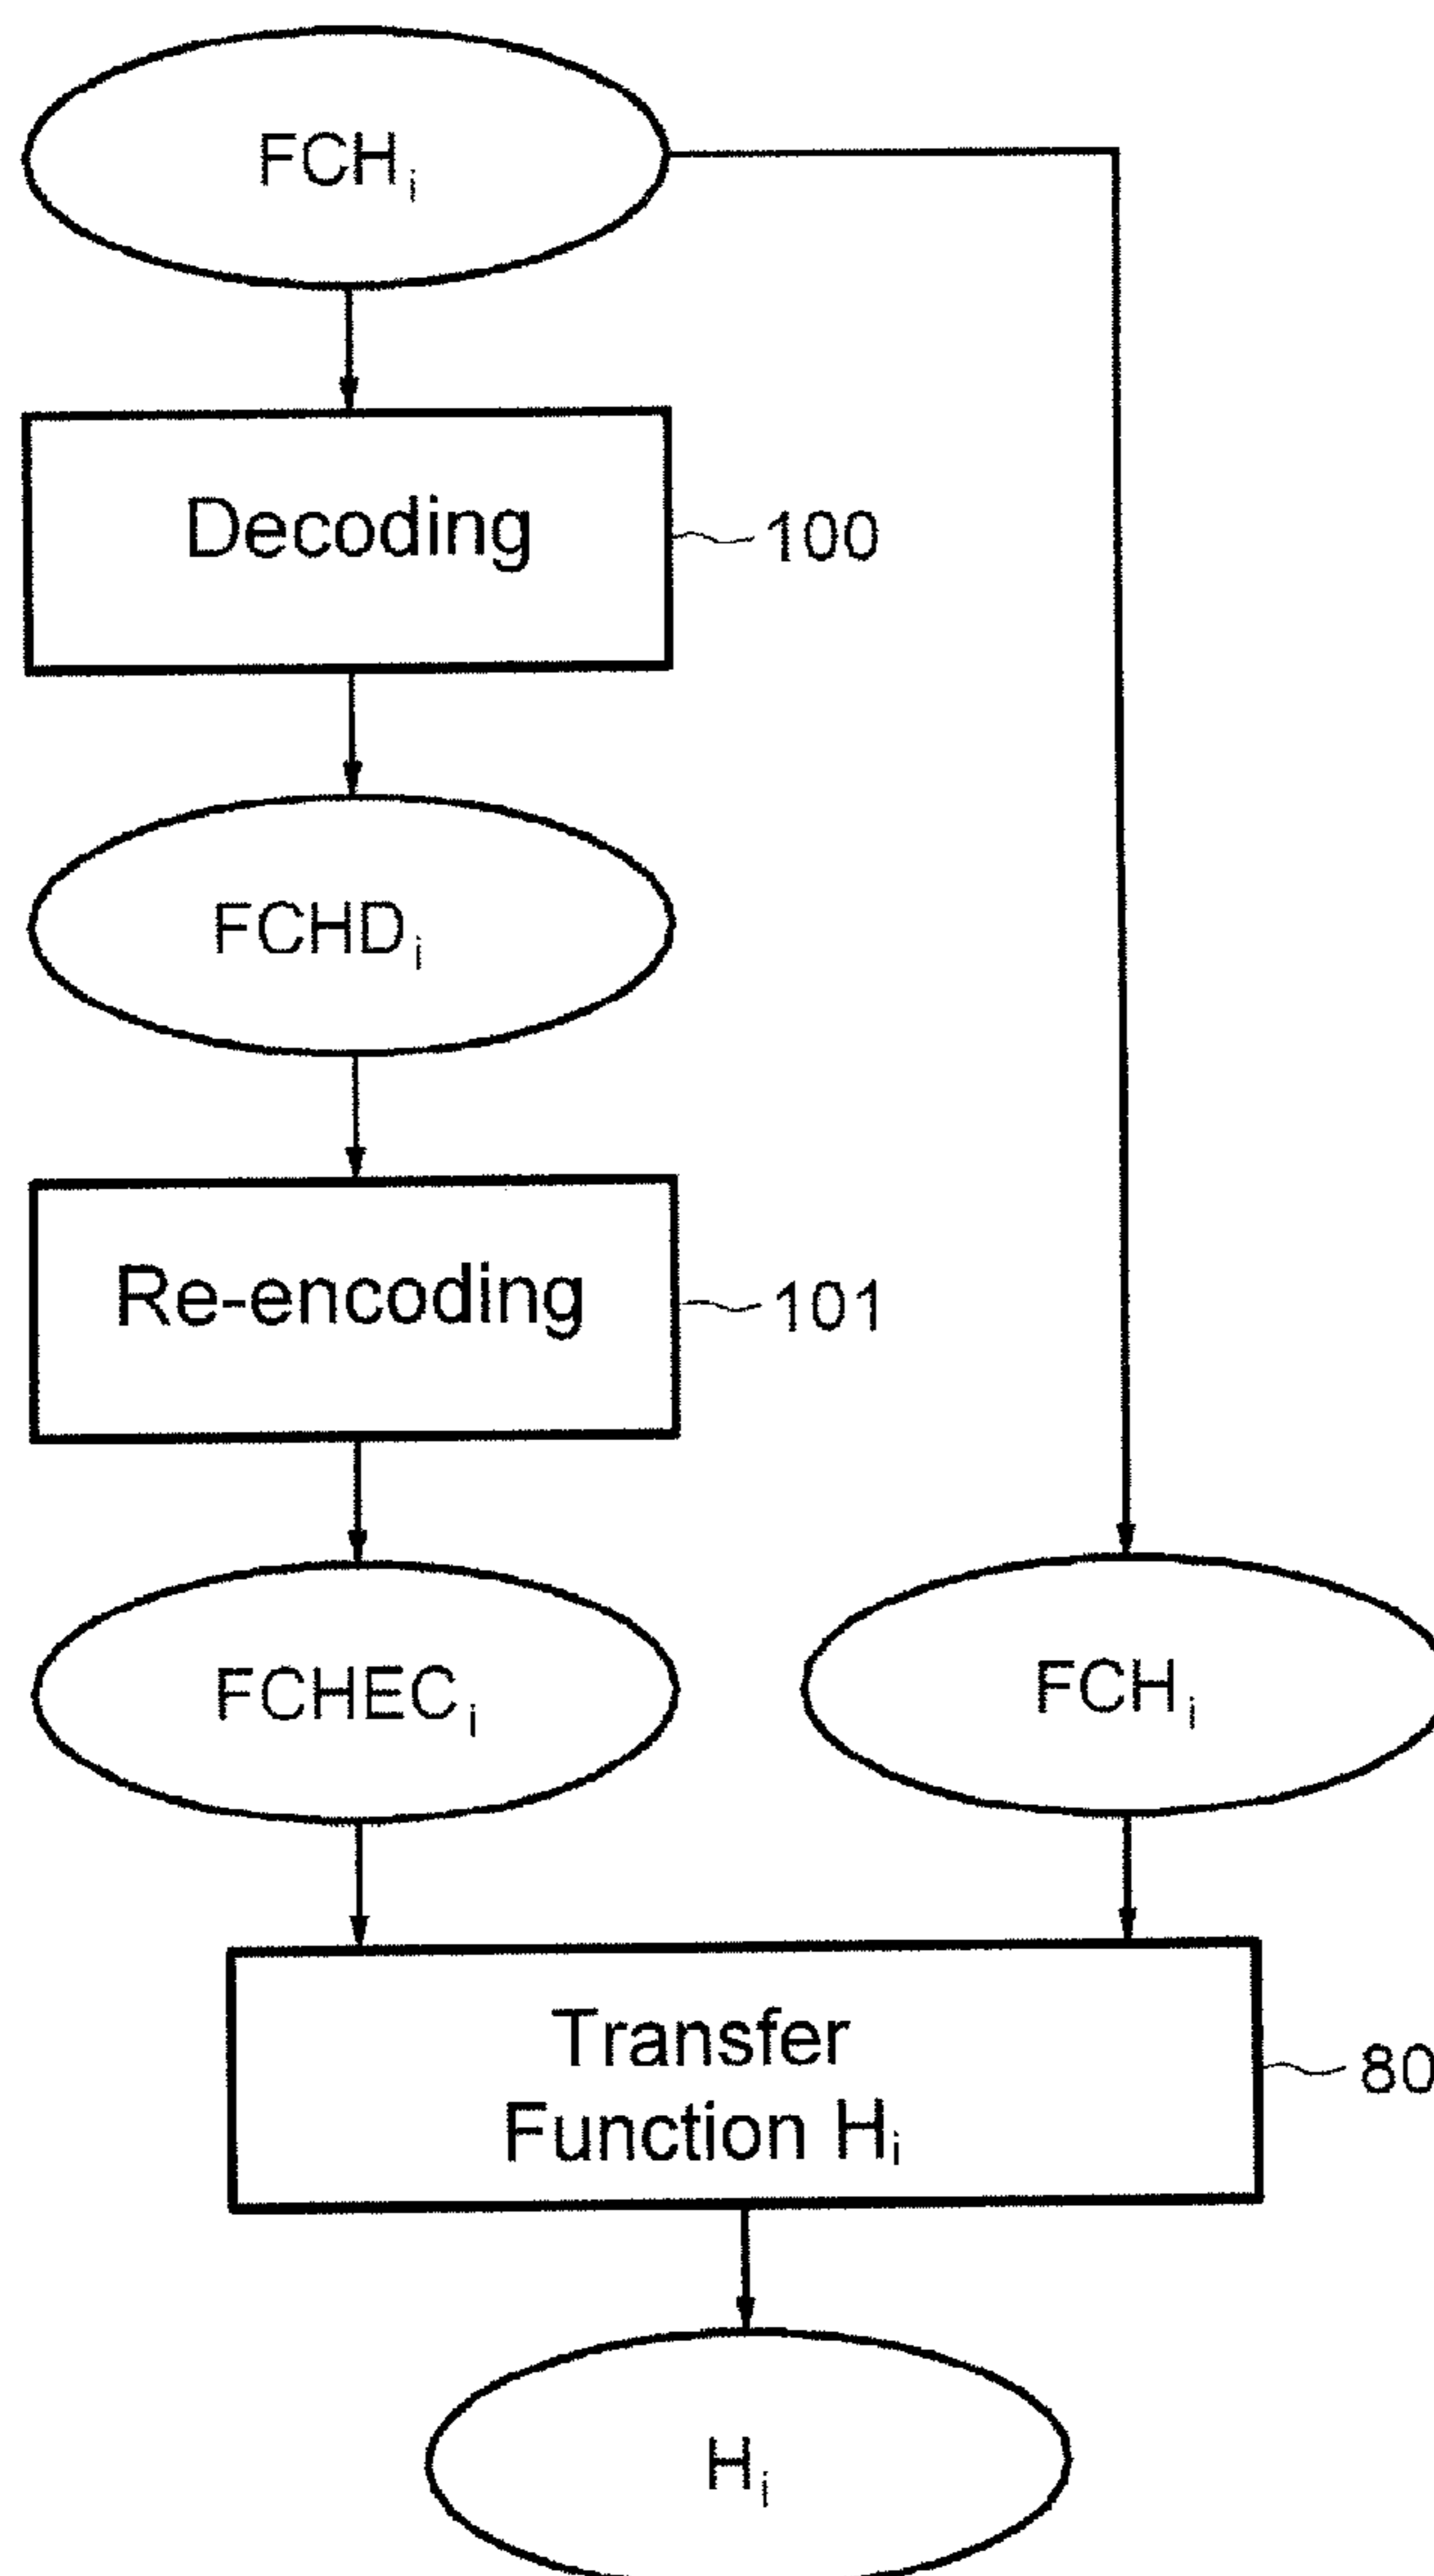 FCHi
Decoding
100
FCHDi
Re-encoding
101
FCHECi
FCHi
Transfer
Function Hi
80
Hi